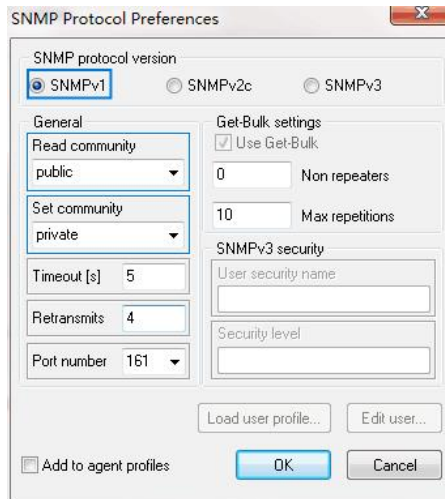 SNMP Protocol Preferences
SNMP protocol version
SNMPv1 SNMPv2c SNMPv3
General
Read community
public
Set community
private
Timeout [s] 5
Retransmits 4
Port number 161
Get-Bulk settings
Use Get-Bulk
0 Non repeaters
10 Max repetitions
SNMPv3 security
User security name
Security level
Load user profile... Edit user...
Add to agent profiles OK Cancel